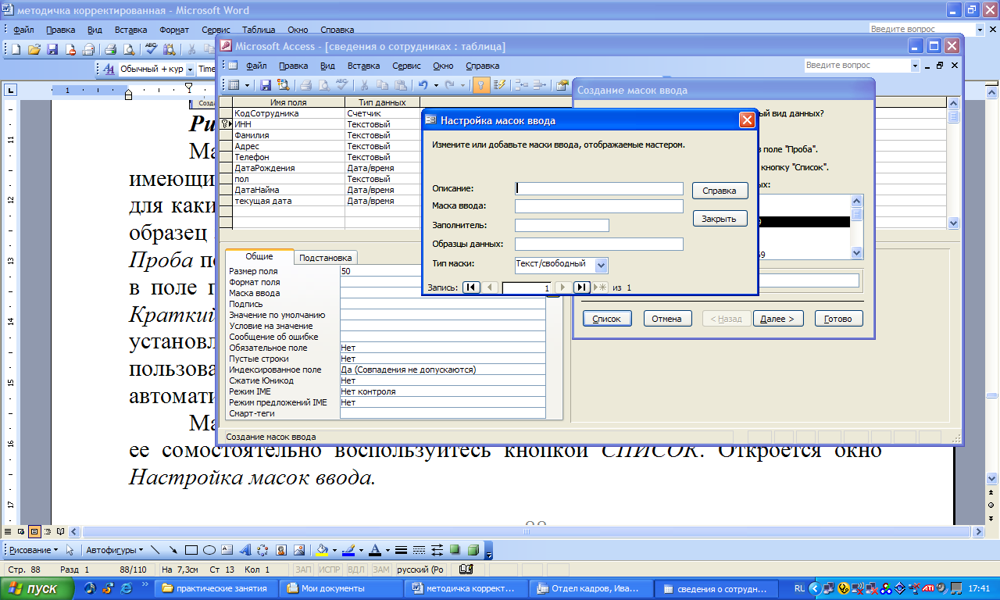 методичка корректированная - Microsoft Word
Файл Правка Вид Вставка Формат Сервис Таблица Окно Справка
Введите вопрос
Обычный + кур
Microsoft Access - [сведения о сотрудниках : таблица]
Файл Правка Вид Вставка Сервис Окно Справка
Введите вопрос
Имя поля Тип данных
КодСотрудника Счетчик
ИНН Текстовый
Фамилия Текстовый
Адрес Текстовый
Телефон Текстовый
ДатаРождения Дата/время
пол Текстовый
ДатаНайма Дата/время
текущая дата Дата/время
Общие Подстановка
Размер поля 50
Формат поля
Маска ввода
Подпись
Значение по умолчанию
Условие на значение
Сообщение об ошибке
Обязательное поле Нет
Пустые строки Нет
Индексированное поле Да (Совпадения не допускаются)
Сжатие Юникод Нет
Режим IME Нет контроля
Режим предложений IME Нет
Смарт-теги
Создание масок ввода
Создание масок ввода
вид данных?
поле "Проба".
кнопку "Список".
Список Отмена < Назад Далее > Готово
Настройка масок ввода
Измените или добавьте маски ввода, отображаемые мастером.
Описание:
Маска ввода:
Заполнитель:
Образцы данных:
Тип маски: Текст/свободный
Справка
Закрыть
Запись: 1 из 1
имеющи
для каки
образец
Проба по
в поле п
Краткий
установл
пользова
автомати
ее сомостоятельно воспользуйтесь кнопкой СПИСОК. Откроется окно
Настройка масок ввода.
Рисование Автофигуры
Стр. 88 Разд 1 88/110 На 7,3см Ст 13 Кол 1 ЗАП ИСПР ВДЛ ЗАМ русский (Ро
пуск практические занятия Мои документы методичка коррект... Отдел кадров, Ива... сведения о сотрудн... RU 17:41